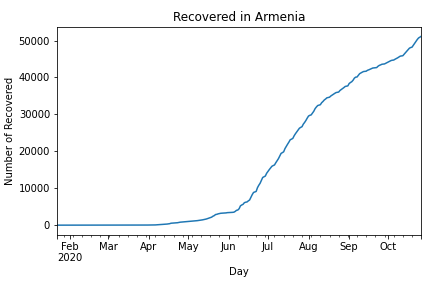 Recovered in Armenia
Number of Recovered
50000
40000
30000
20000
10000
0
Feb Mar Apr May Jun Jul Aug Sep Oct
2020
Day